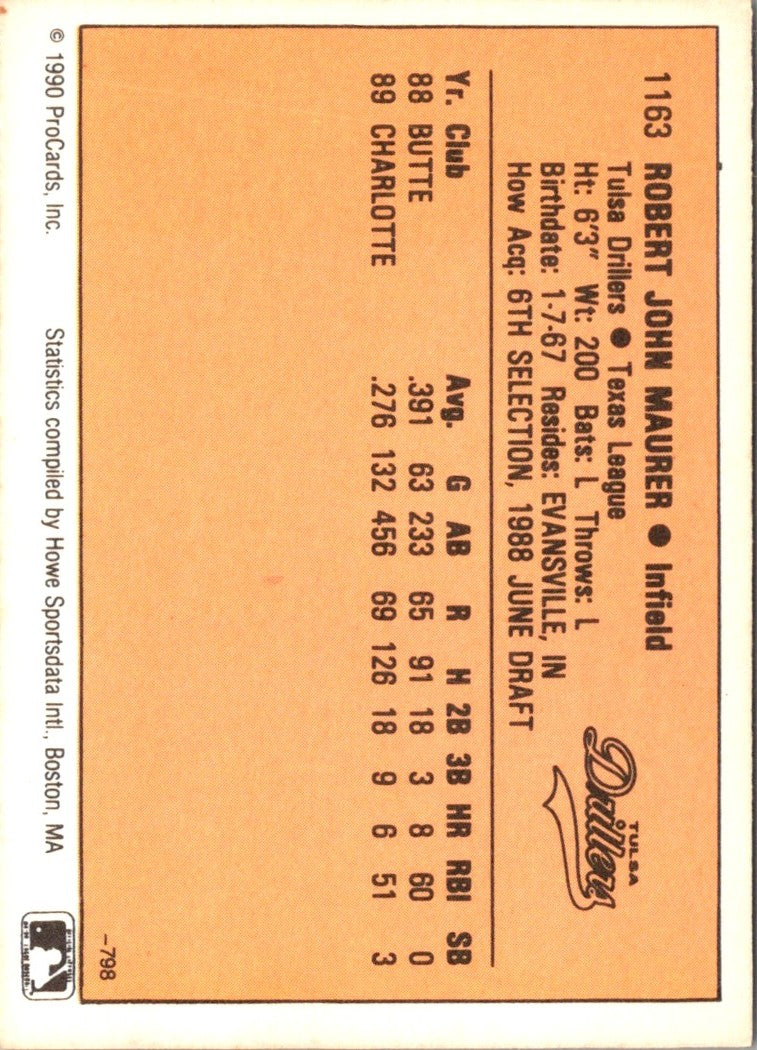 1163 ROBERT JOHN MAURER ● Infield
Tulsa Drillers ● Texas League
Ht: 6'3" Wt: 200 Bats: L Throws: L
Birthdate: 1-7-67 Resides: EVANSVILLE, IN
How Acq: 6TH SELECTION, 1988 JUNE DRAFT
TULSA
Drillers
Yr. Club Avg. G AB R H 2B 3B HR RBI SB
88 BUTTE .391 63 233 65 91 18 3 8 60 0
89 CHARLOTTE .276 132 456 69 126 18 9 6 51 3
–798
© 1990 ProCards, Inc. Statistics compiled by Howe Sportsdata Intl., Boston, MA